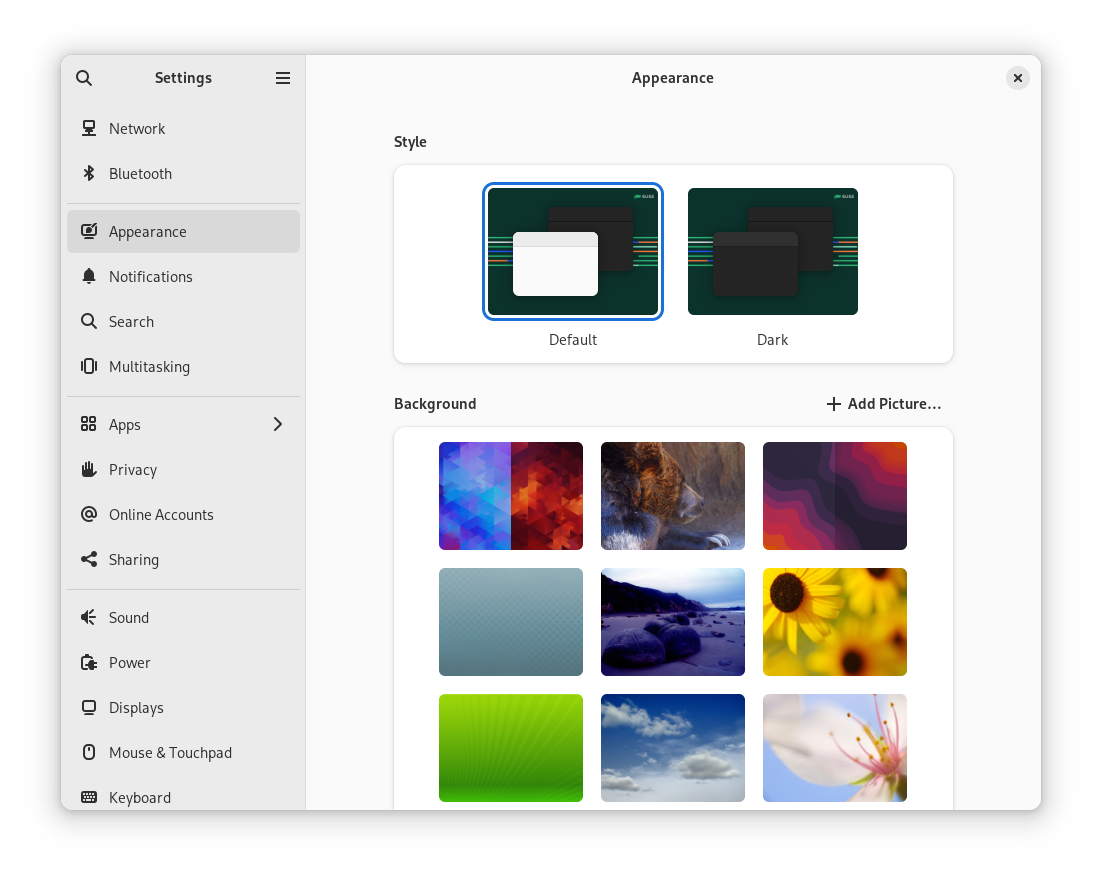 Settings
Appearance
Network
Bluetooth
Appearance
Notifications
Search
Multitasking
Apps
Privacy
Online Accounts
Sharing
Sound
Power
Displays
Mouse & Touchpad
Keyboard
Style
SUSE
SUSE
Default
Dark
Background
Add Picture…